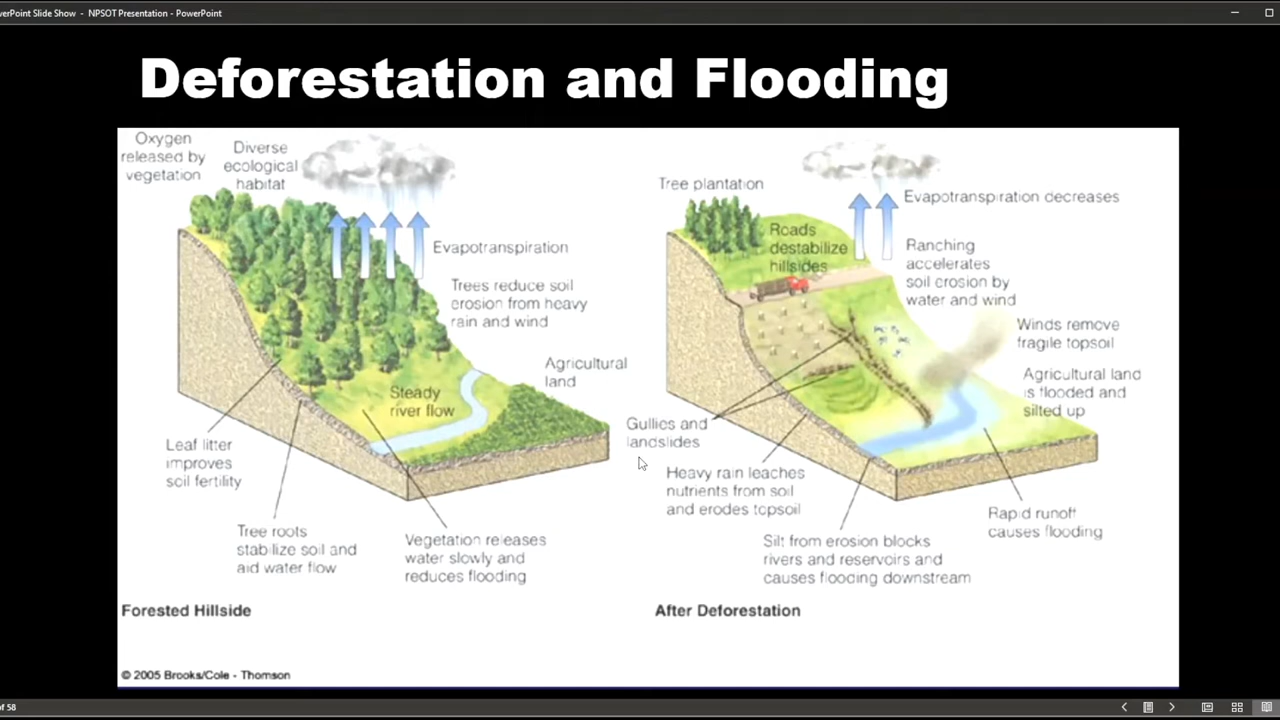 werPoint Slide Show - NPSOT Presentation - PowerPoint
Deforestation and Flooding
Oxygen
released by
vegetation
Diverse
ecological
habitat
Evapotranspiration
Trees reduce soil
erosion from heavy
rain and wind
Agricultural
land
Steady
river flow
Leaf litter
improves
soil fertility
Tree roots
stabilize soil and
aid water flow
Vegetation releases
water slowly and
reduces flooding
Forested Hillside
Tree plantation
Roads
destabilize
hillsides
Evapotranspiration decreases
Ranching
accelerates
soil erosion by
water and wind
Winds remove
fragile topsoil
Agricultural land
is flooded and
silted up
Gullies and
landslides
Heavy rain leaches
nutrients from soil
and erodes topsoil
Silt from erosion blocks
rivers and reservoirs and
causes flooding downstream
Rapid runoff
causes flooding
After Deforestation
© 2005 Brooks/Cole - Thomson
of 58